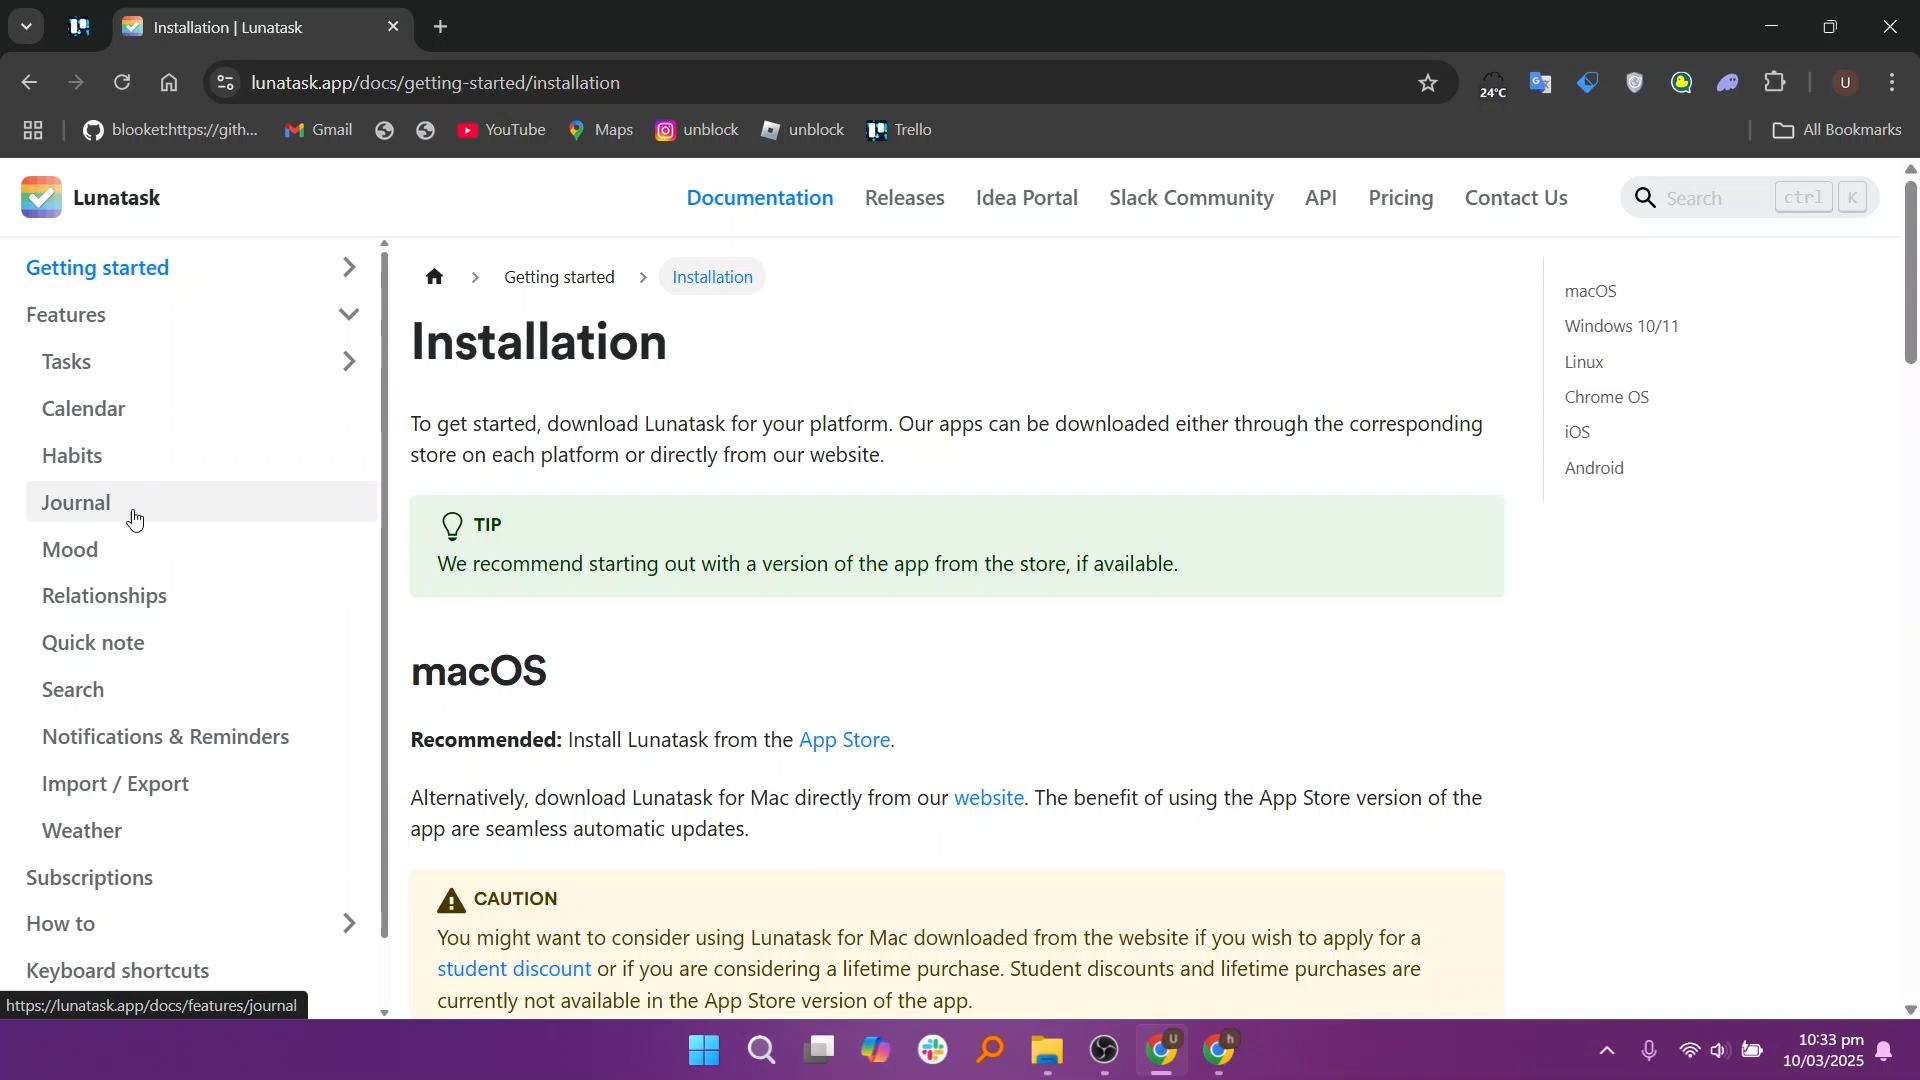 Installation | Lunatask
lunatask.app/docs/getting-started/installation
24°C
U
blooket:https://gith...
Gmail
YouTube
Maps
unblock
unblock
Trello
All Bookmarks
Lunatask
Documentation
Releases
Idea Portal
Slack Community
API
Pricing
Contact Us
Search
ctrl
K
Getting started
Features
Tasks
Calendar
Habits
Journal
Mood
Relationships
Quick note
Search
Notifications & Reminders
Import / Export
Weather
Subscriptions
How to
Keyboard shortcuts
https://lunatask.app/docs/features/journal
Getting started
Installation
Installation
To get started, download Lunatask for your platform. Our apps can be downloaded either through the corresponding
store on each platform or directly from our website.
TIP
We recommend starting out with a version of the app from the store, if available.
macOS
Recommended: Install Lunatask from the App Store.
Alternatively, download Lunatask for Mac directly from our website. The benefit of using the App Store version of the
app are seamless automatic updates.
CAUTION
You might want to consider using Lunatask for Mac downloaded from the website if you wish to apply for a
student discount or if you are considering a lifetime purchase. Student discounts and lifetime purchases are
currently not available in the App Store version of the app.
macOS
Windows 10/11
Linux
Chrome OS
iOS
Android
U
h
10:33 pm
10/03/2025